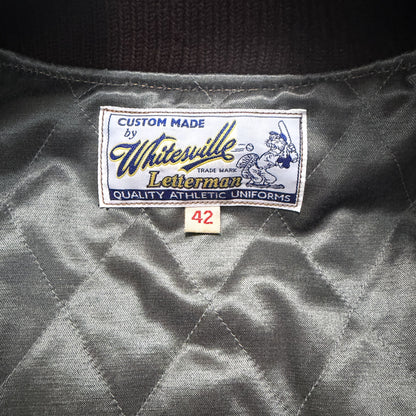 CUSTOM MADE
by
Whitesville
TRADE MARK
Letterman
QUALITY ATHLETIC UNIFORMS
42